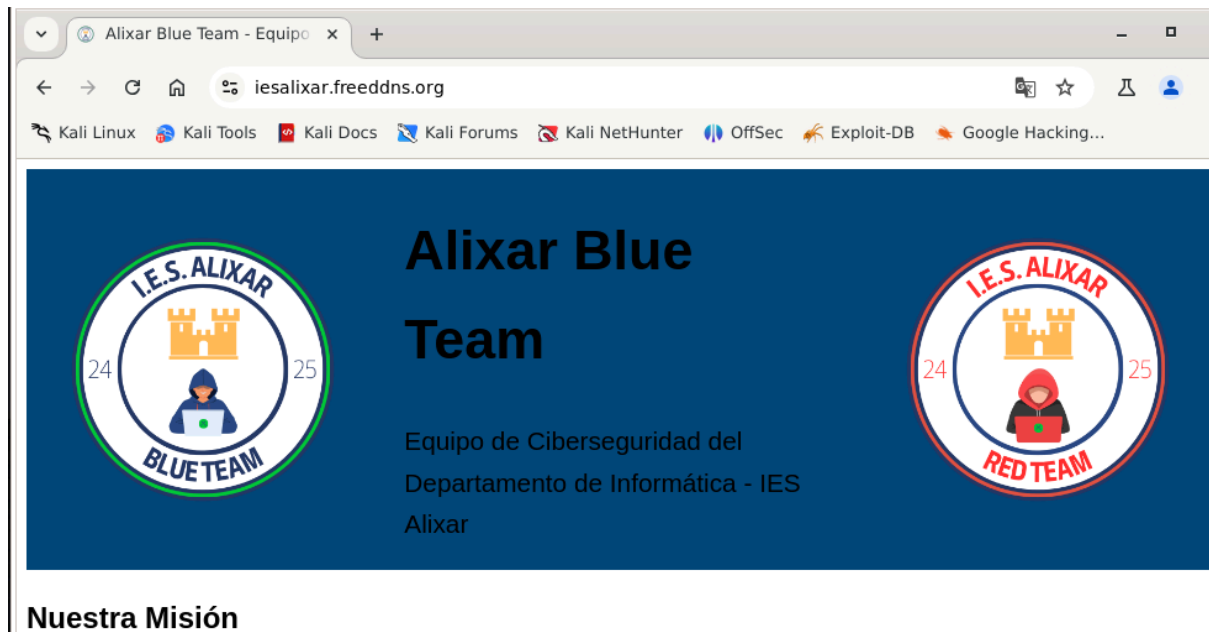 Alixar Blue Team - Equipo
iesalixar.freeddns.org
Kali Linux Kali Tools Kali Docs Kali Forums Kali NetHunter OffSec Exploit-DB Google Hacking...
I.E.S. ALIXAR
24 25
BLUE TEAM
Alixar Blue
Team
Equipo de Ciberseguridad del
Departamento de Informática - IES
Alixar
I.E.S. ALIXAR
24 25
RED TEAM
Nuestra Misión